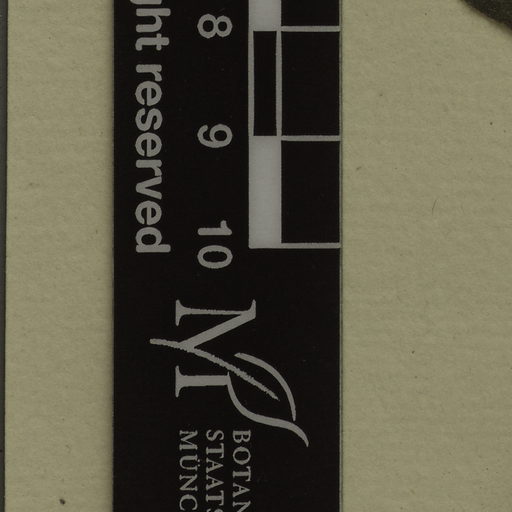 ght reserved
8
9
10
M
BOTAN
STAATS
MÜNC